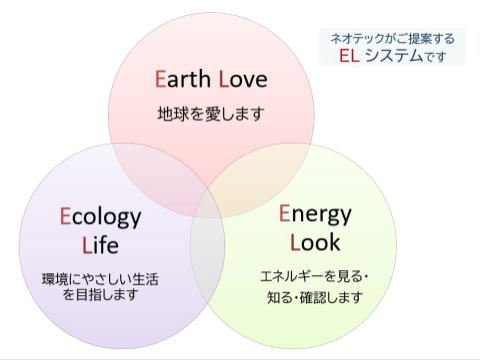 ネオテックがご提案する
EL システムです
Earth Love
地球を愛します
Ecology
Life
環境にやさしい生活
を目指します
Energy
Look
エネルギーを見る・
知る・確認します